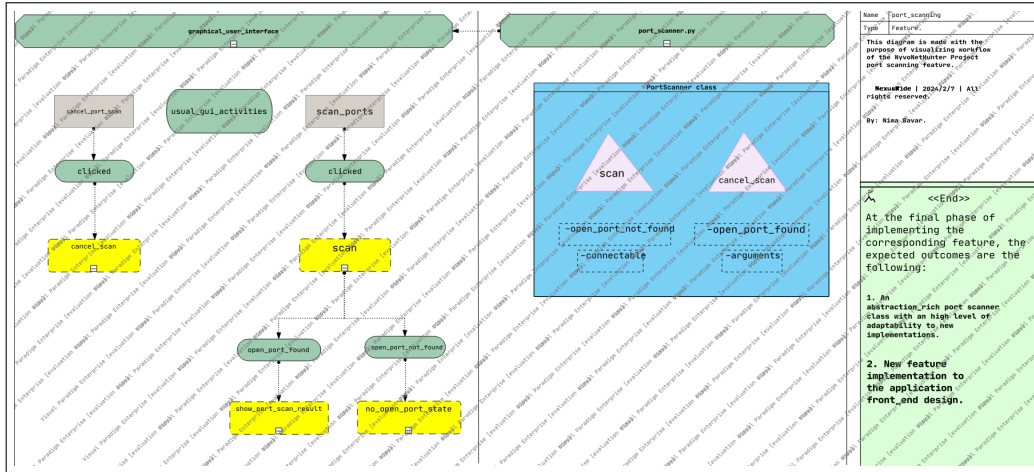 graphical_user_interface
port_scanner.py
Name
port_scanning
Type
Feature.
This diagram is made with the
purpose of visualizing workflow
of the NyvoNetHunter Project
port scanning feature.
NexusWide | 2024/2/7 | All
rights reserved.
By: Nima Bavar.
cancel_port_scan
usual_gui_activities
scan_ports
clicked
clicked
cancel_scan
scan
open_port_found
open_port_not_found
show_port_scan_result
no_open_port_state
PortScanner class
scan
cancel_scan
-open_port_not_found
-open_port_found
-connectable
-arguments
<<End>>
At the final phase of
implementing the
corresponding feature, the
expected outcomes are the
following:
1. An
abstraction_rich port scanner
class with an high level of
adaptability to new
implementations.
2. New feature
implementation to
the application
front_end design.